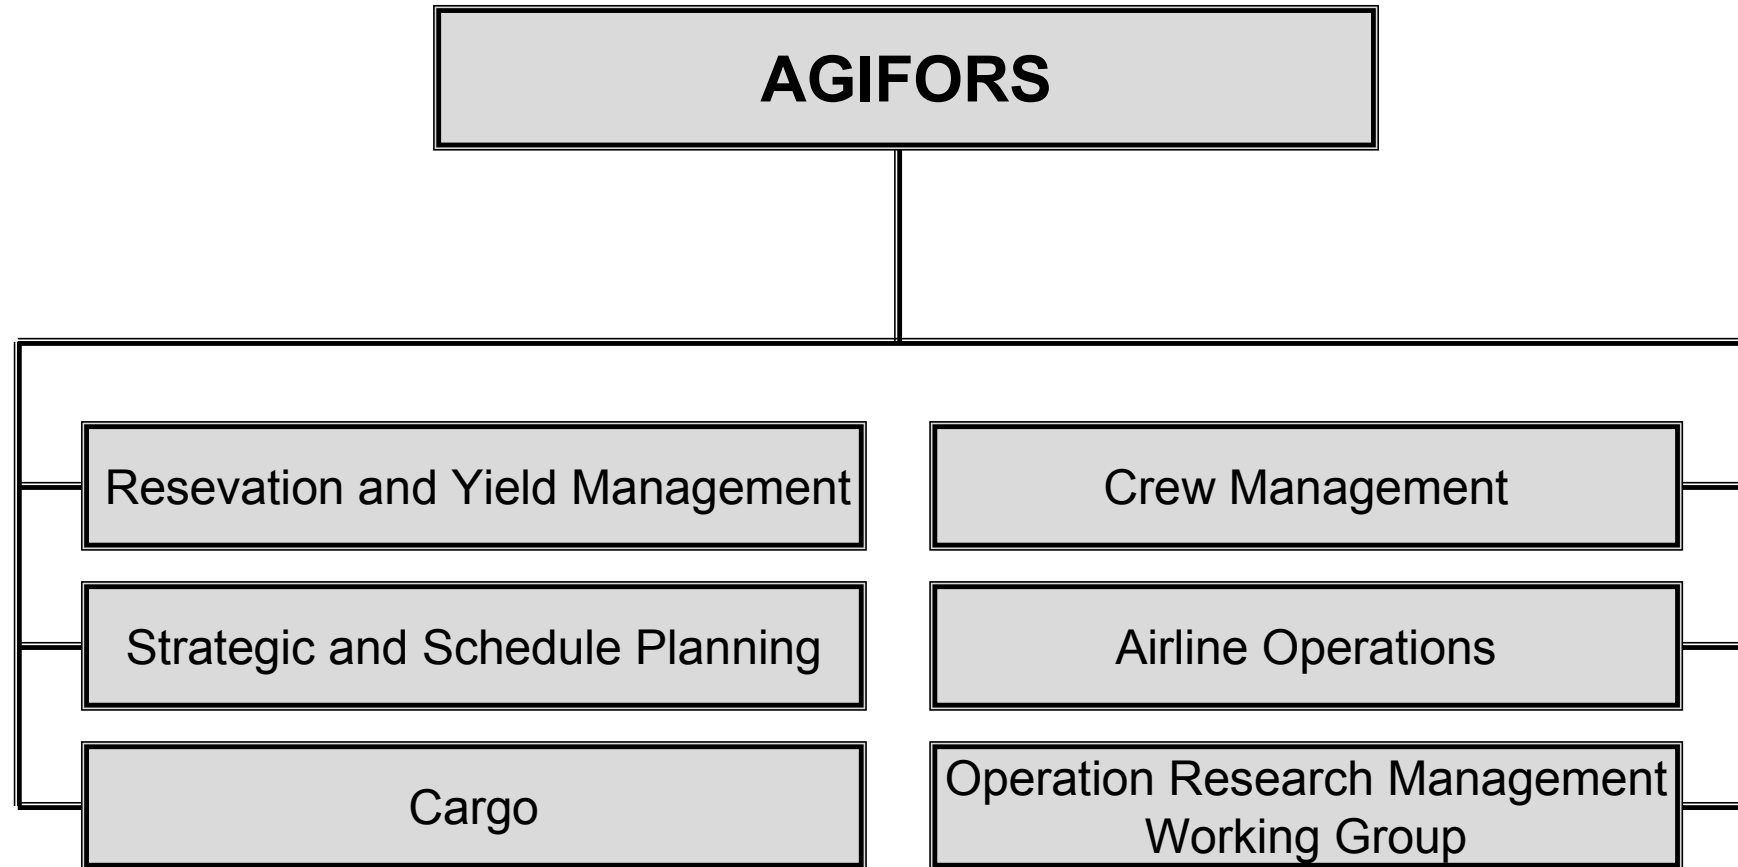 AGIFORS
Resevation and Yield Management
Crew Management
Strategic and Schedule Planning
Airline Operations
Cargo
Operation Research Management
Working Group